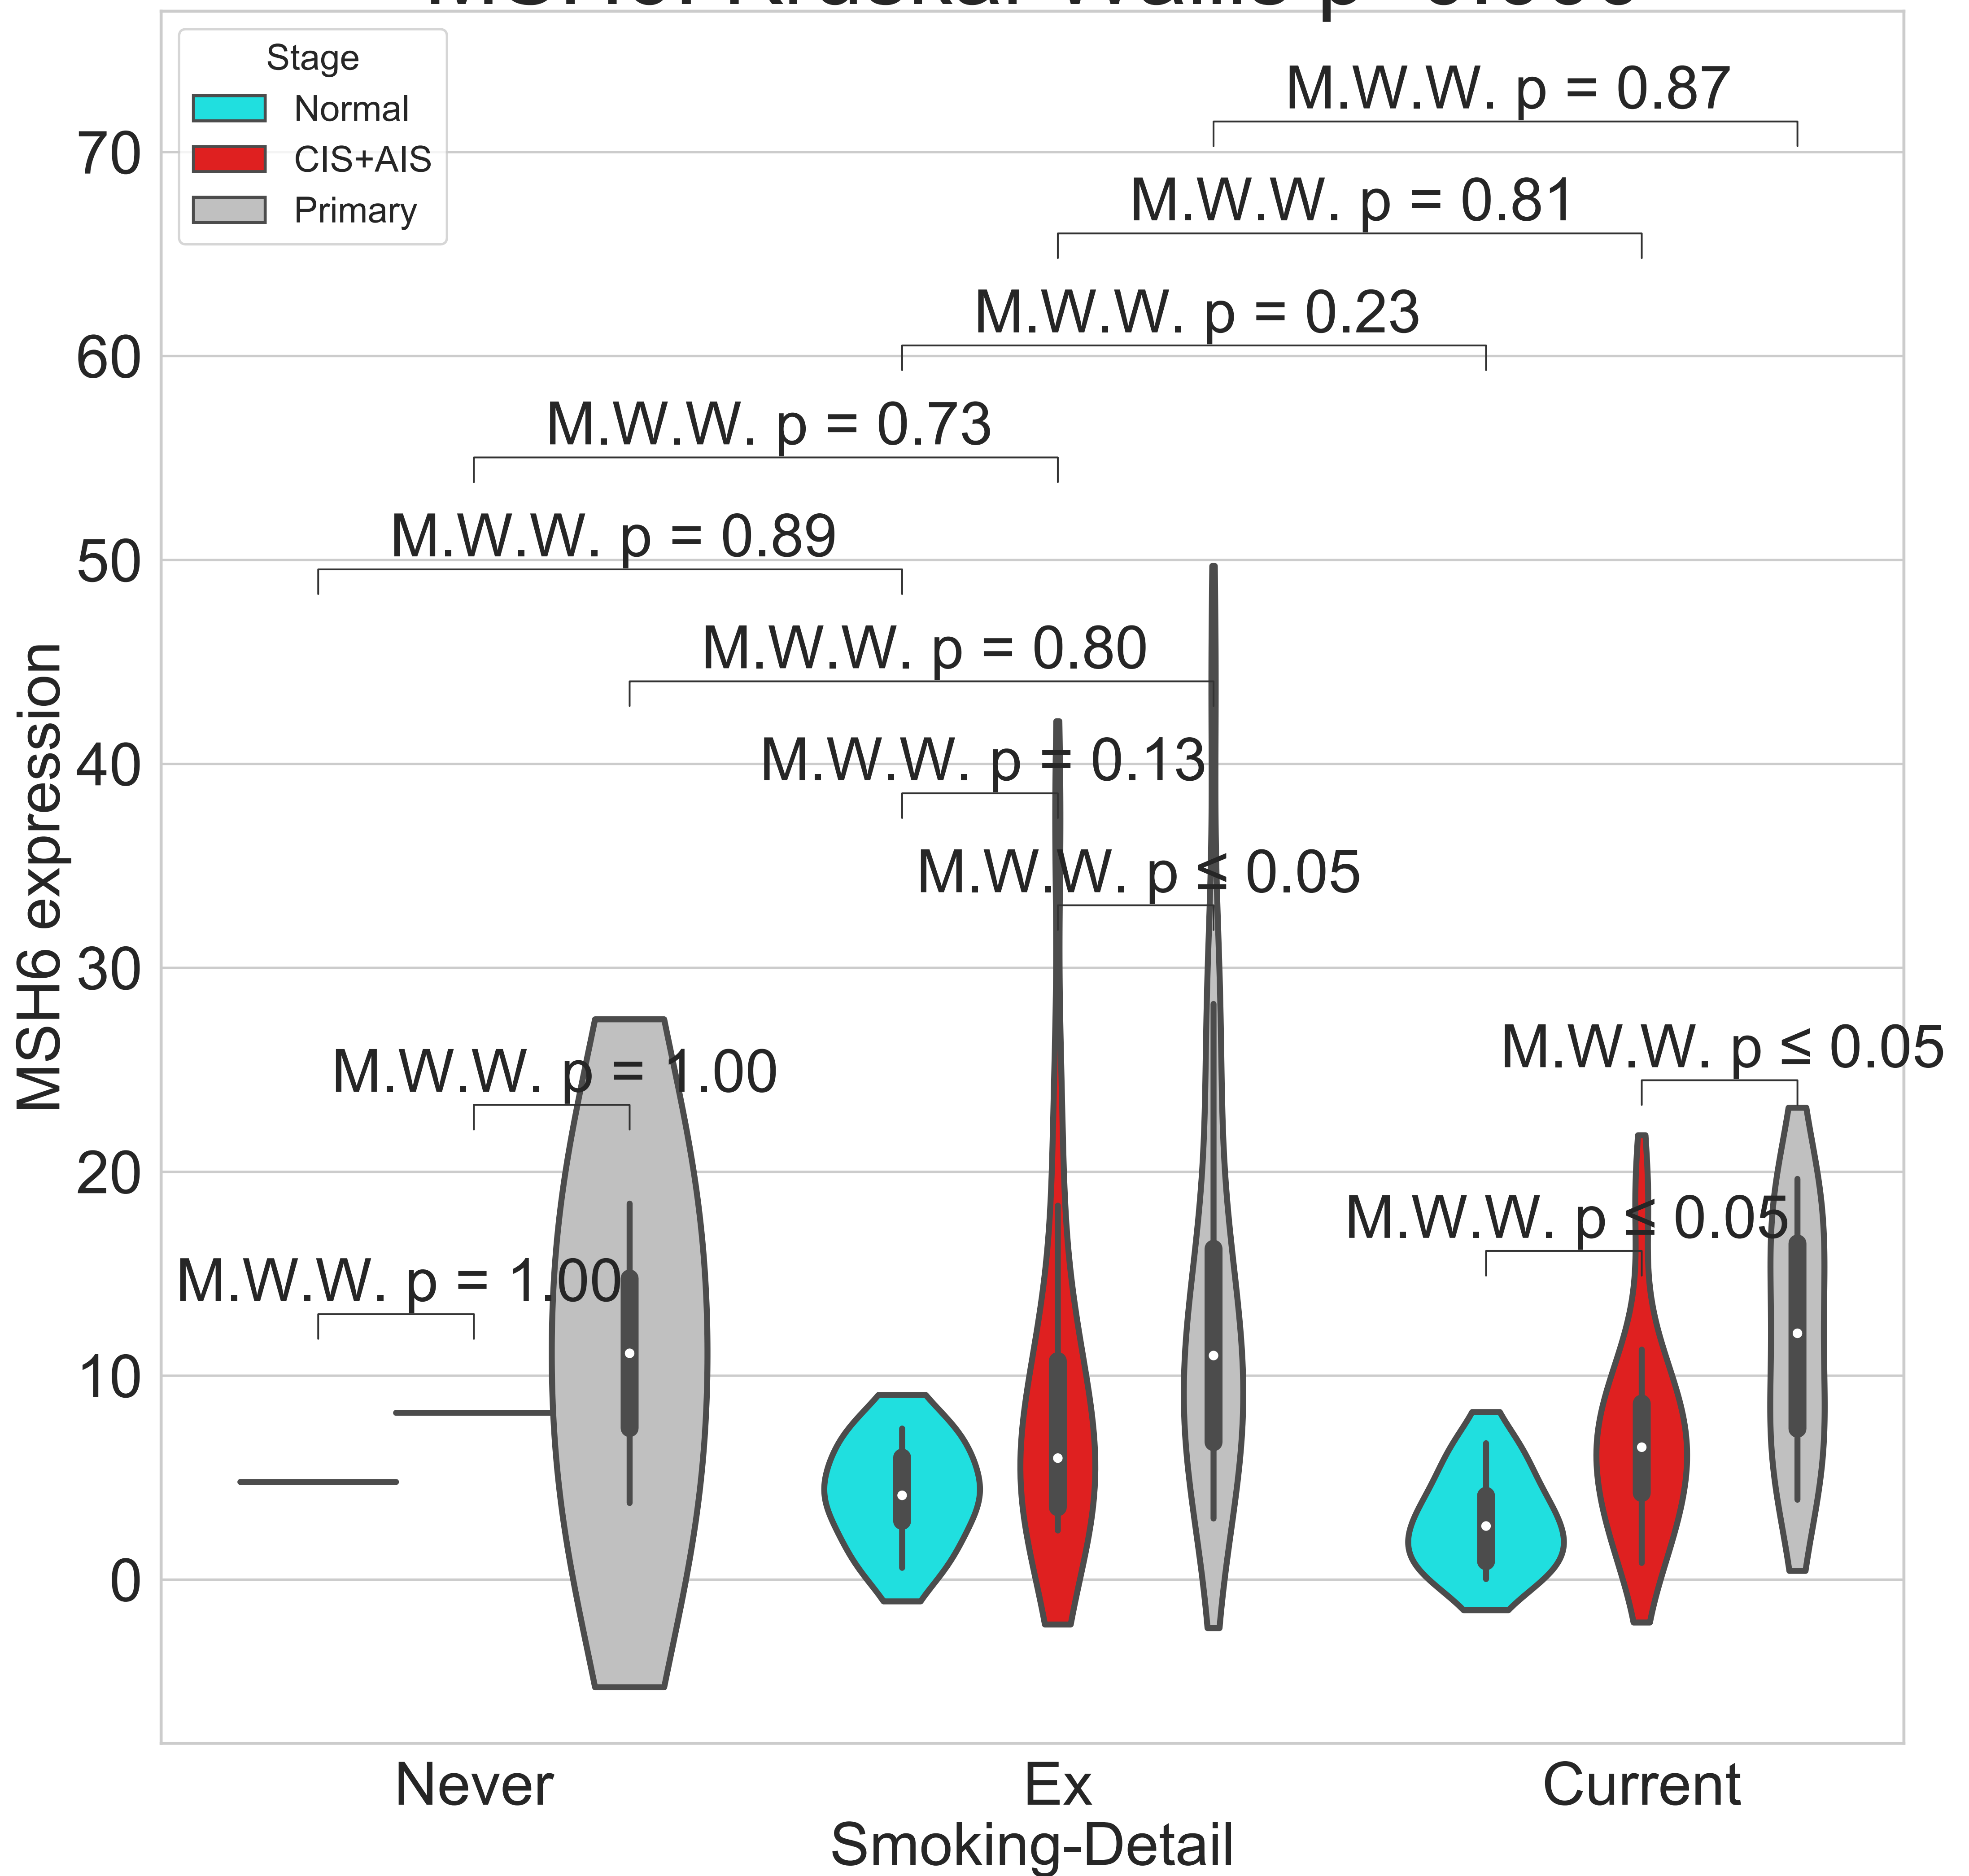 Stage
Normal
CIS+AIS
Primary
M.W.W. p = 0.87
M.W.W. p = 0.81
M.W.W. p = 0.23
M.W.W. p = 0.73
M.W.W. p = 0.89
M.W.W. p = 0.80
M.W.W. p = 0.13
M.W.W. p ≤ 0.05
M.W.W. p ≤ 0.05
M.W.W. p = 1.00
M.W.W. p ≤ 0.05
M.W.W. p = 1.00
70
60
50
40
30
20
10
0
MSH6 expression
Never
Ex
Current
Smoking-Detail